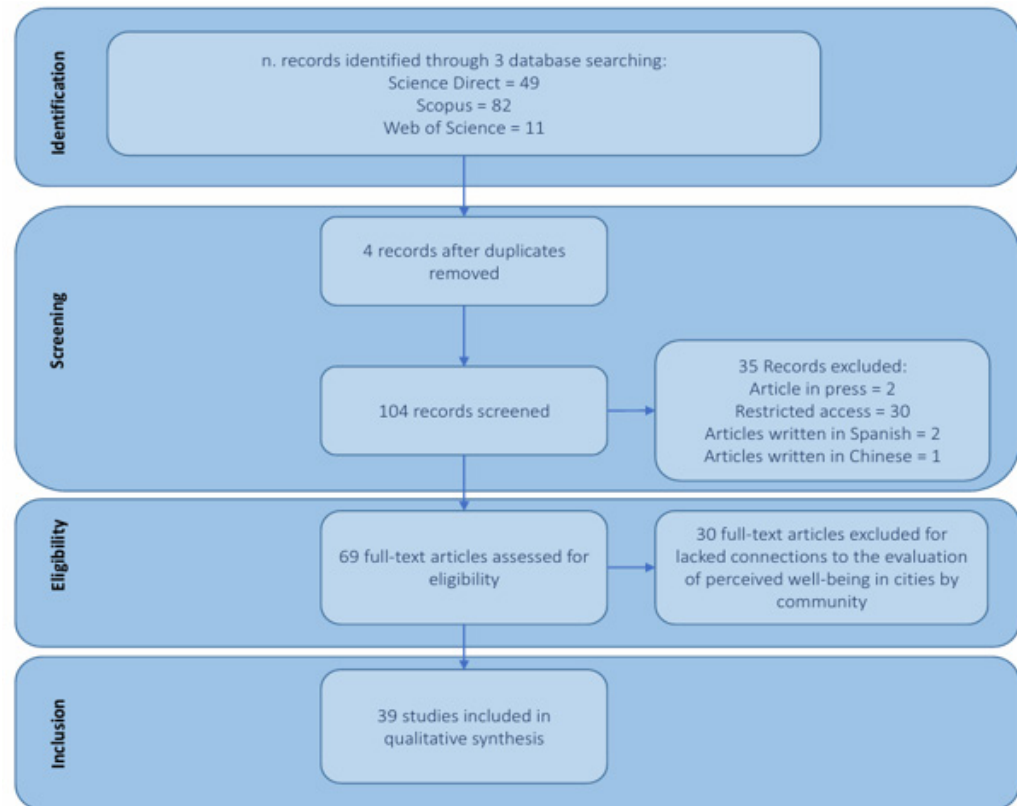 Identification
n. records identified through 3 database searching:
Science Direct = 49
Scopus = 82
Web of Science = 11
Screening
4 records after duplicates
removed
104 records screened
35 Records excluded:
Article in press = 2
Restricted access = 30
Articles written in Spanish = 2
Articles written in Chinese = 1
Eligibility
69 full-text articles assessed for
eligibility
30 full-text articles excluded for
lacked connections to the evaluation
of perceived well-being in cities by
community
Inclusion
39 studies included in
qualitative synthesis